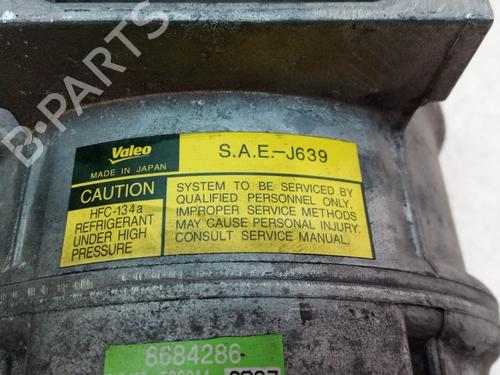 B-PARTS
Valeo
MADE IN JAPAN
S.A.E.-J639
CAUTION
HFC-134a
REFRIGERANT
UNDER HIGH
PRESSURE
SYSTEM TO BE SERVICED BY
QUALIFIED PERSONNEL ONLY.
IMPROPER SERVICE METHODS
MAY CAUSE PERSONAL INJURY.
CONSULT SERVICE MANUAL.
8684286